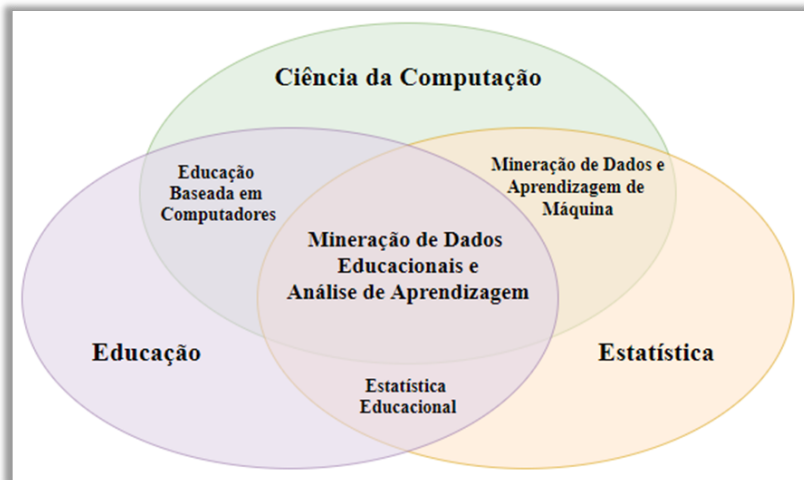 Ciência da Computação
Educação
Baseada em
Computadores
Mineração de Dados e
Aprendizagem de
Máquina
Mineração de Dados
Educacionais e
Análise de Aprendizagem
Educação
Estatística
Estatística
Educacional